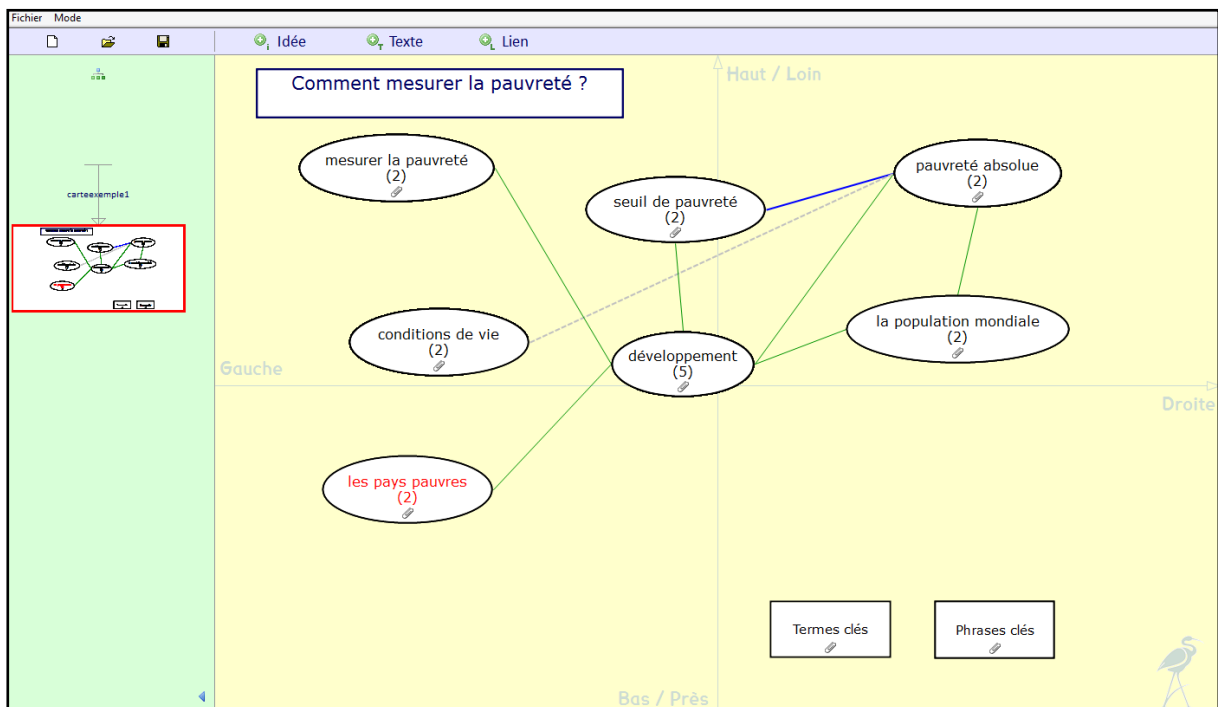 Fichier Mode
Idée Texte Lien
Comment mesurer la pauvreté ?
Haut / Loin
mesurer la pauvreté
(2)
pauvreté absolue
(2)
seuil de pauvreté
(2)
carteexemple1
conditions de vie
(2)
la population mondiale
(2)
développement
(5)
Gauche
Droite
les pays pauvres
(2)
Termes clés
Phrases clés
Bas / Près